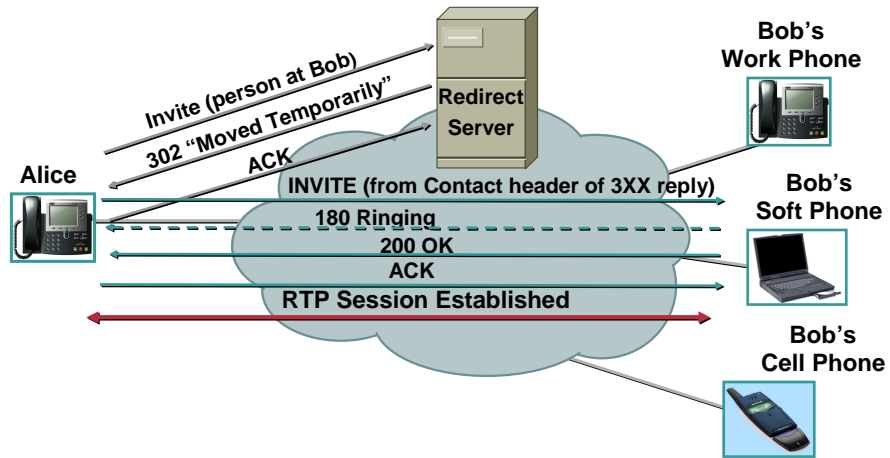 Bob's
Work Phone
Invite (person at Bob)
302 “Moved Temporarily”
ACK
Redirect
Server
Alice
INVITE (from Contact header of 3XX reply)
Bob's
Soft Phone
180 Ringing
200 OK
ACK
RTP Session Established
Bob's
Cell Phone